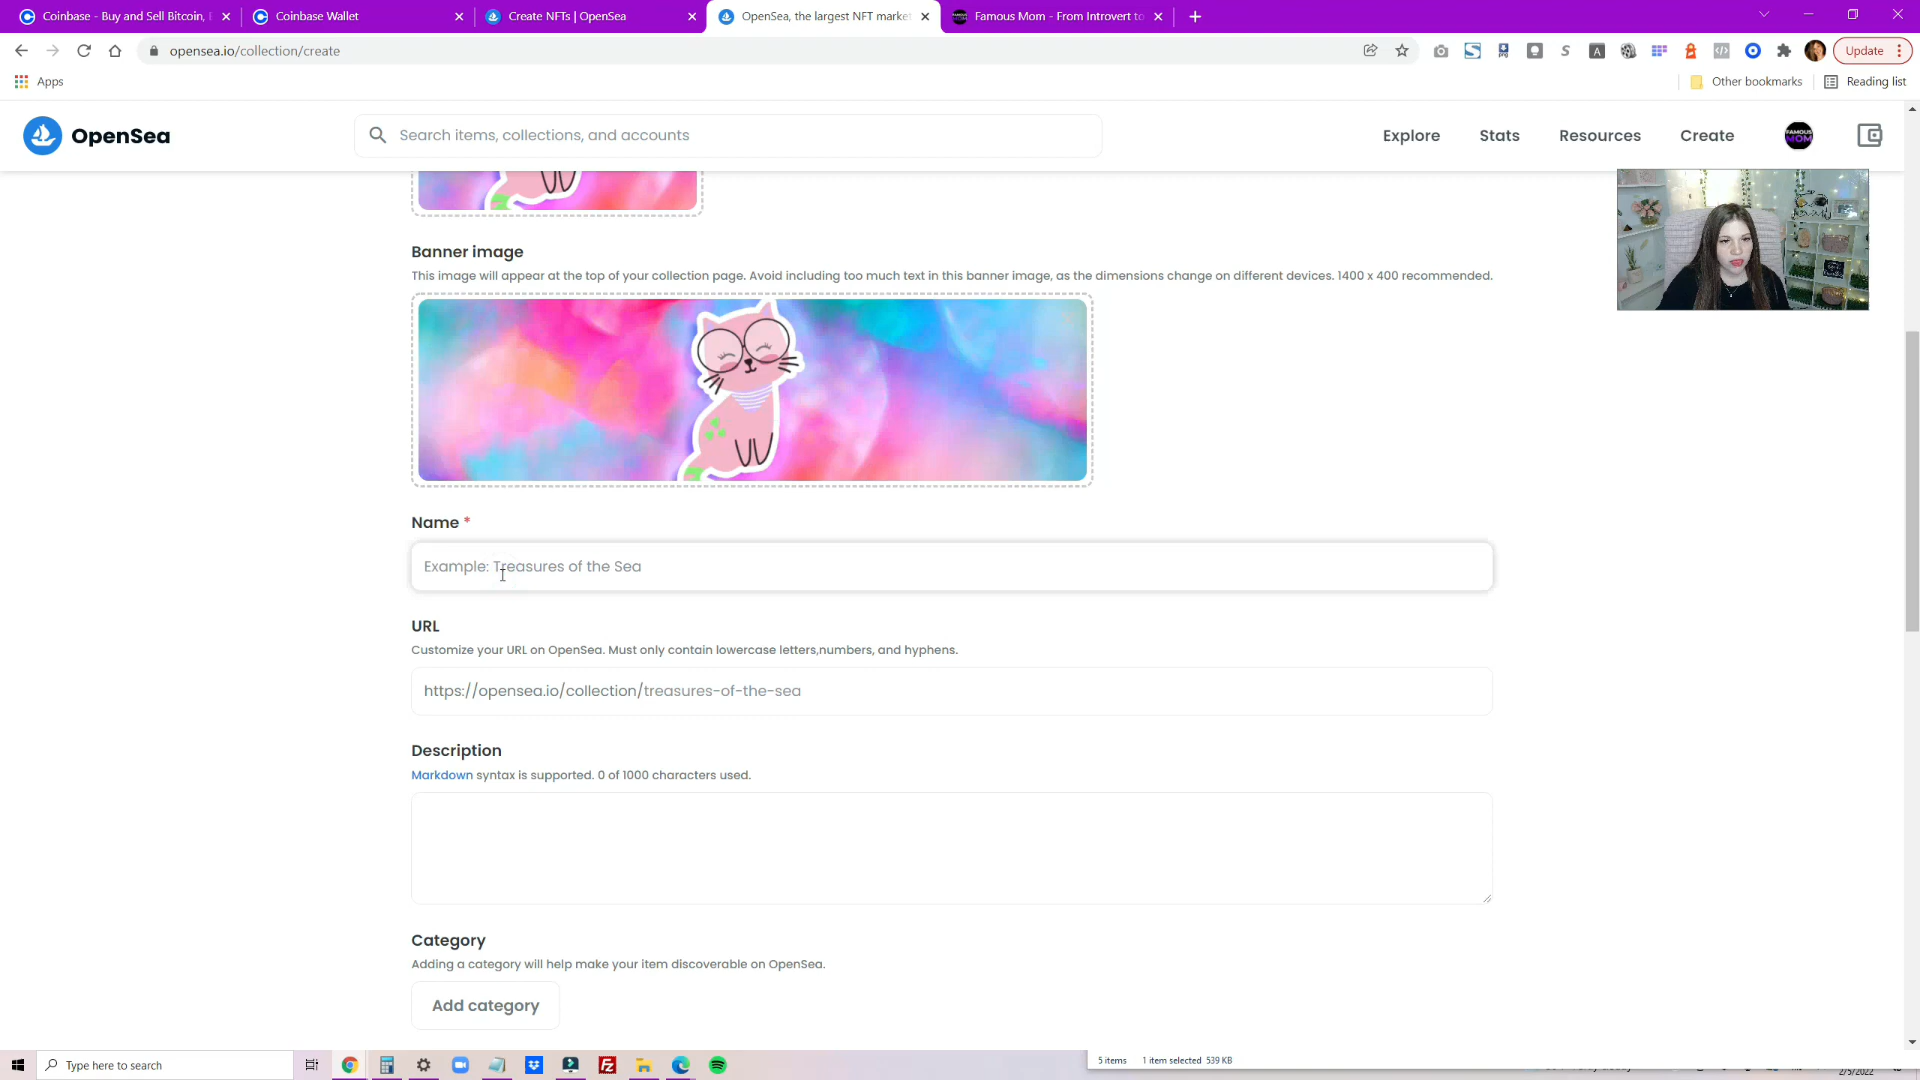 Coinbase - Buy and Sell Bitcoin,
Coinbase Wallet
Create NFTs | OpenSea
OpenSea, the largest NFT marke
Famous Mom - From Introvert to
opensea.io/collection/create
Update
Apps
Other bookmarks
Reading list
OpenSea
Search items, collections, and accounts
Explore
Stats
Resources
Create
FAMOUS
MOM
Banner image
This image will appear at the top of your collection page. Avoid including too much text in this banner image, as the dimensions change on different devices. 1400 x 400 recommended.
Name *
Example: Treasures of the Sea
URL
Customize your URL on OpenSea. Must only contain lowercase letters,numbers, and hyphens.
https://opensea.io/collection/treasures-of-the-sea
Description
Markdown syntax is supported. 0 of 1000 characters used.
Category
Adding a category will help make your item discoverable on OpenSea.
Add category
Type here to search
5 items 1 item selected 539 KB
2/5/2022